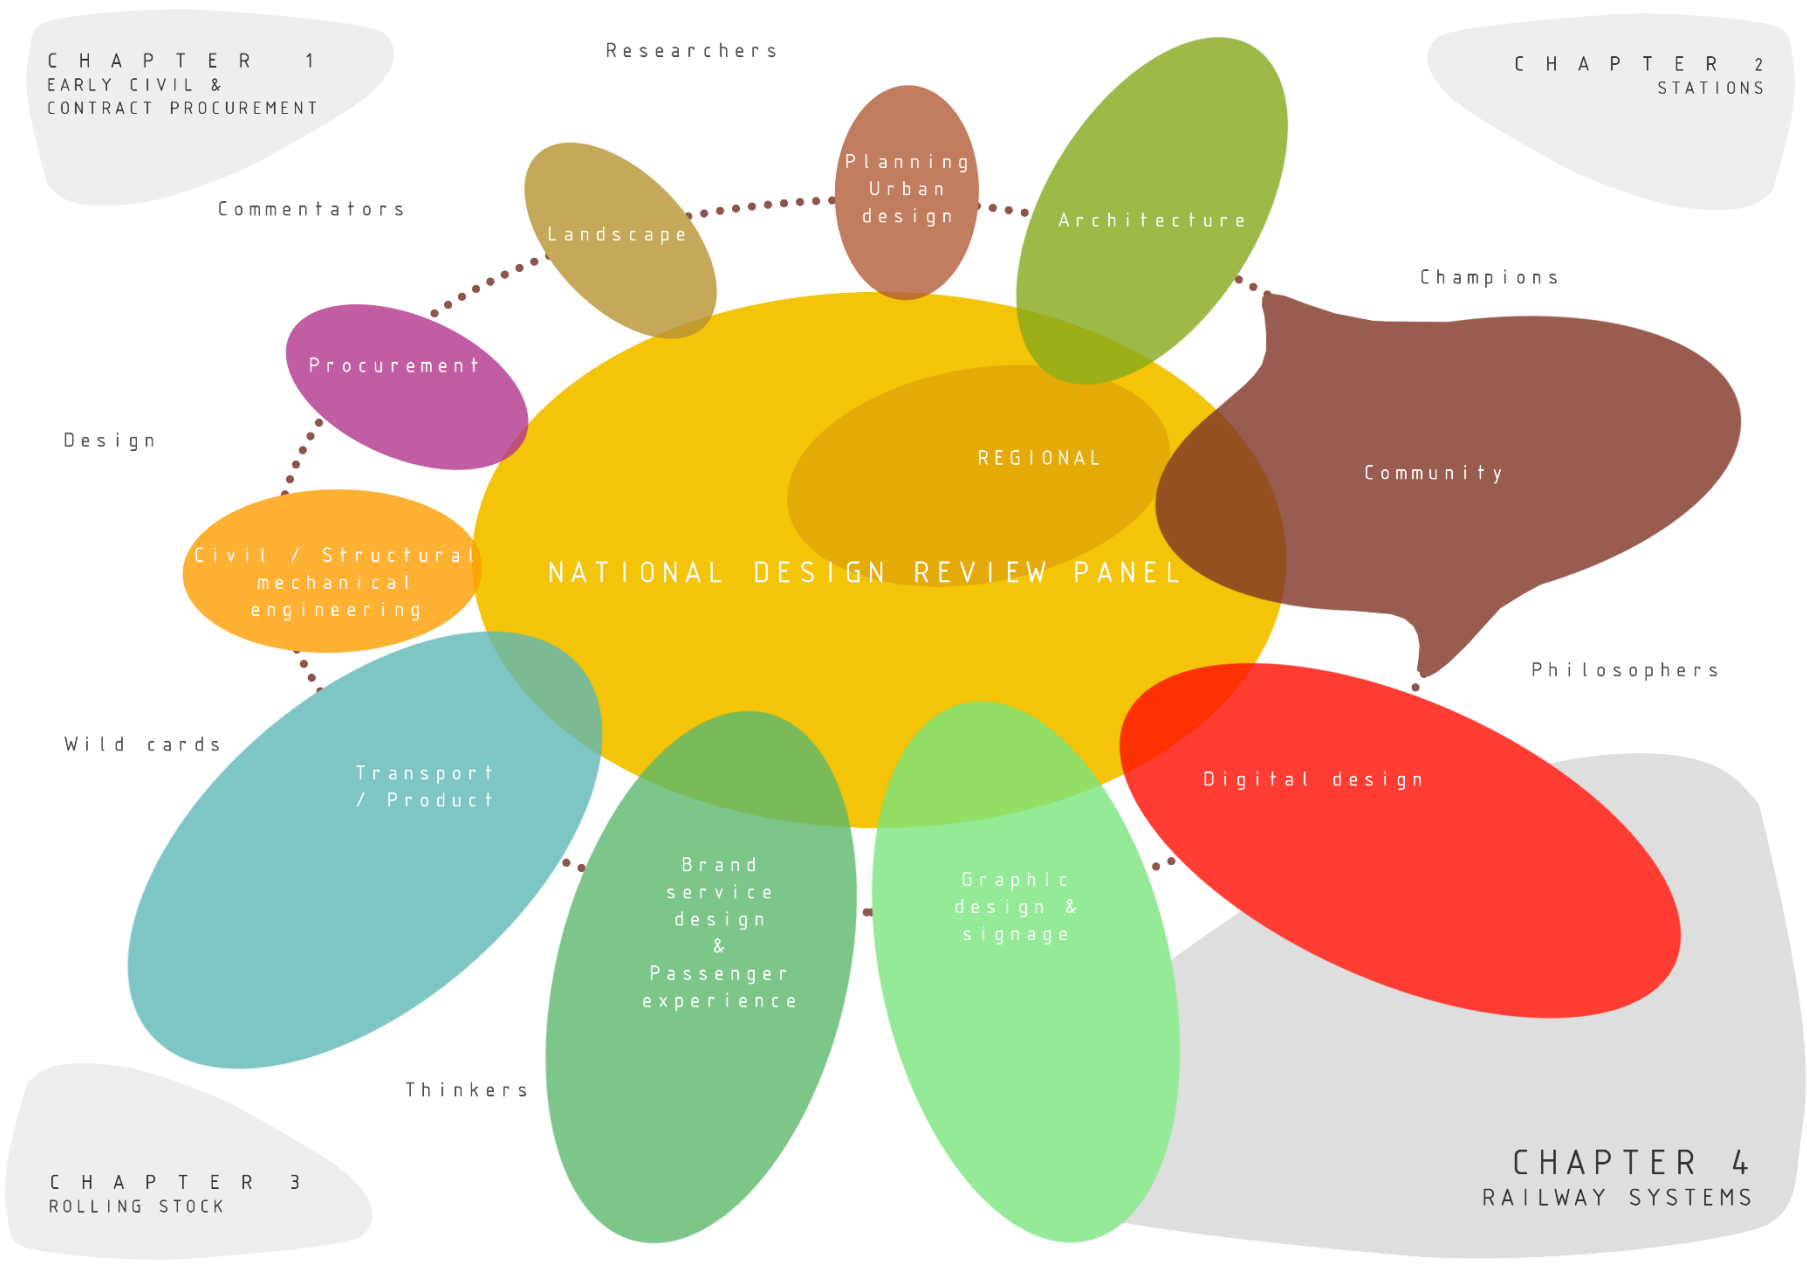 CHAPTER 1
EARLY CIVIL &
CONTRACT PROCUREMENT
Researchers
CHAPTER 2
STATIONS
Commentators
Landscape
Planning
Urban
design
Architecture
Champions
Procurement
Design
REGIONAL
Community
Civil / Structural
mechanical
engineering
NATIONAL DESIGN REVIEW PANEL
Philosophers
Wild cards
Transport
/ Product
Digital design
Brand
service
design
&
Passenger
experience
Graphic
design &
signage
Thinkers
CHAPTER 3
ROLLING STOCK
CHAPTER 4
RAILWAY SYSTEMS